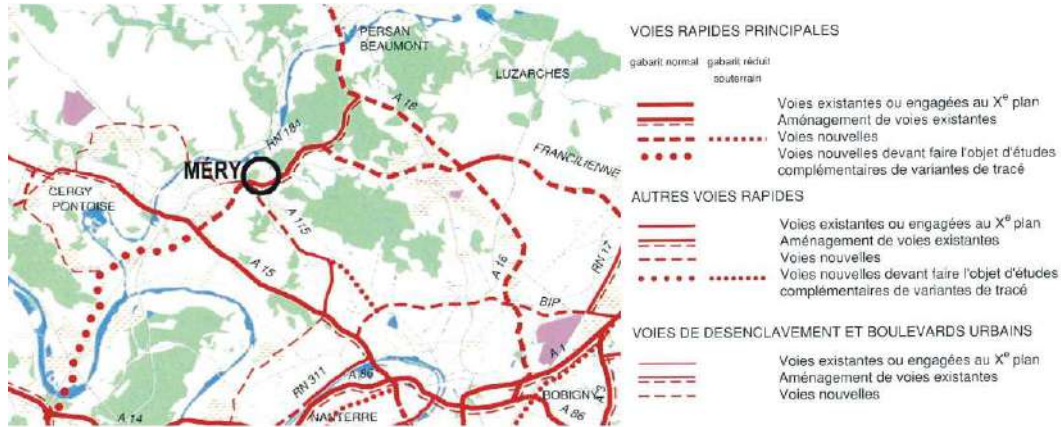 PERSAN
BEAUMONT
LUZARCHES
A 16
RN 184
MÉRY
FRANCILIENNE
CERGY
PONTOISE
A 115
A 15
A 16
RN 17
BIP
A 1
RN 311
A 86
BOBIGNY
A 3
A 14
NANTERRE
A 86
VOIES RAPIDES PRINCIPALES
gabarit normal gabarit réduit
souterrain
Voies existantes ou engagées au Xe plan
Aménagement de voies existantes
Voies nouvelles
Voies nouvelles devant faire l'objet d'études
complémentaires de variantes de tracé
AUTRES VOIES RAPIDES
Voies existantes ou engagées au Xe plan
Aménagement de voies existantes
Voies nouvelles
Voies nouvelles devant faire l'objet d'études
complémentaires de variantes de tracé
VOIES DE DESENCLAVEMENT ET BOULEVARDS URBAINS
Voies existantes ou engagées au Xe plan
Aménagement de voies existantes
Voies nouvelles